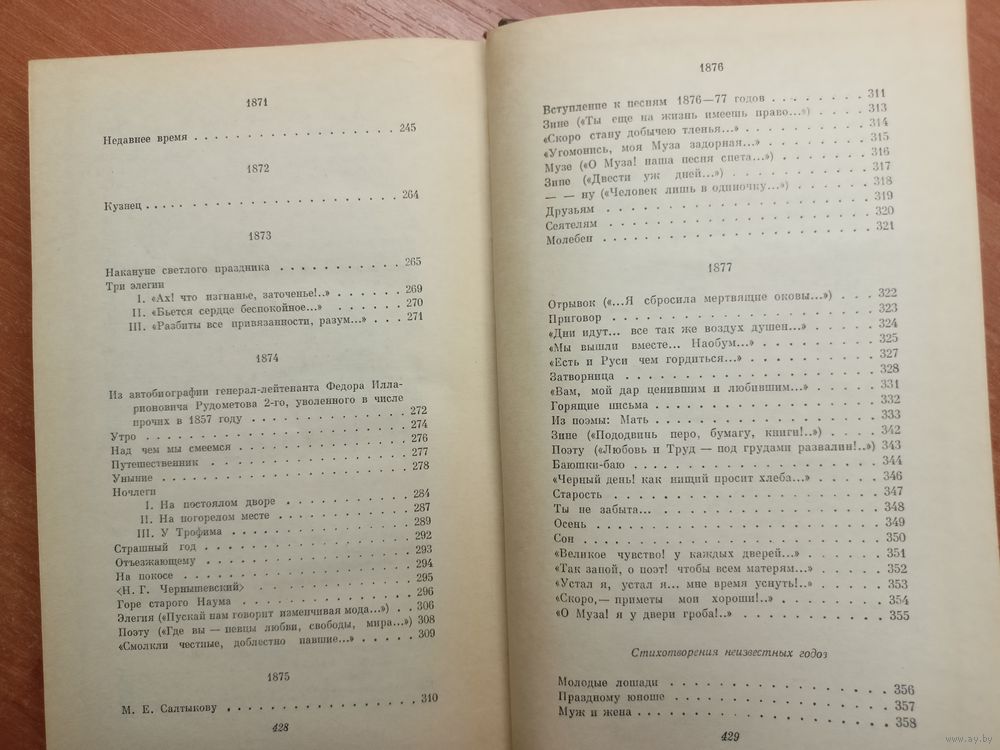 1871
Недавнее время . . . . . . . . . . . . . . . . . . 245
1872
Кузнец . . . . . . . . . . . . . . . . . . . . . . 264
1873
Накануне светлого праздника . . . . . . . . . . . 265
Три элегии
I. «Ах! что изгнанье, заточенье!..» . . . . . . 269
II. «Бьется сердце беспокойное...» . . . . . . 270
III. «Разбиты все привязанности, разум...» . . . 271
1874
Из автобиографии генерал-лейтенанта Федора Илла-
рионовича Рудометова 2-го, уволенного в числе
прочих в 1857 году . . . . . . . . . . . . . . 272
Утро . . . . . . . . . . . . . . . . . . . . . . . 274
Над чем мы смеемся . . . . . . . . . . . . . . . . 276
Путешественник . . . . . . . . . . . . . . . . . . 277
Уныние . . . . . . . . . . . . . . . . . . . . . . 278
Ночлеги
I. На постоялом дворе . . . . . . . . . . . . 284
II. На погорелом месте . . . . . . . . . . . . 287
III. У Трофима . . . . . . . . . . . . . . . . 289
Страшный год . . . . . . . . . . . . . . . . . . . 292
Отъезжающему . . . . . . . . . . . . . . . . . . . 293
На покосе . . . . . . . . . . . . . . . . . . . . 294
〈Н. Г. Чернышевский〉 . . . . . . . . . . . . . . . 295
Горе старого Наума . . . . . . . . . . . . . . . . 296
Элегия («Пускай нам говорит изменчивая мода...») . . 306
Поэту («Где вы — певцы любви, свободы, мира...») 308
«Смолкли честные, доблестно павшие...» . . . . . . 309
1875
М. Е. Салтыкову . . . . . . . . . . . . . . . . . 310
428
1876
Вступление к песням 1876—77 годов . . . . . . . . 311
Зине («Ты еще на жизнь имеешь право...») . . . . . 313
«Скоро стану добычею тленья...» . . . . . . . . . 314
«Угомонись, моя Муза задорная...» . . . . . . . . 315
Музе («О Муза! наша песня спета...») . . . . . . . 316
Зине («Двести уж дней...») . . . . . . . . . . . . 317
— — ну («Человек лишь в одиночку...») . . . . . . 318
Друзьям . . . . . . . . . . . . . . . . . . . . . 319
Сеятелям . . . . . . . . . . . . . . . . . . . . . 320
Молебен . . . . . . . . . . . . . . . . . . . . . 321
1877
Отрывок («...Я сбросила мертвящие оковы...») . . . 322
Приговор . . . . . . . . . . . . . . . . . . . . . 323
«Дни идут... все так же воздух душен...» . . . . . 324
«Мы вышли вместе... Наобум...» . . . . . . . . . . 325
«Есть и Руси чем гордиться...» . . . . . . . . . . 327
Затворница . . . . . . . . . . . . . . . . . . . . 328
«Вам, мой дар ценившим и любившим...» . . . . . . 331
Горящие письма . . . . . . . . . . . . . . . . . . 332
Из поэмы: Мать . . . . . . . . . . . . . . . . . . 333
Зине («Пододвинь перо, бумагу, книги!..») . . . . 342
Поэту («Любовь и Труд — под грудами развалин!..») 343
Баюшки-баю . . . . . . . . . . . . . . . . . . . . 344
«Черный день! как нищий просит хлеба...» . . . . . 346
Старость . . . . . . . . . . . . . . . . . . . . . 347
Ты не забыта... . . . . . . . . . . . . . . . . . 348
Осень . . . . . . . . . . . . . . . . . . . . . . 349
Сон . . . . . . . . . . . . . . . . . . . . . . . 350
«Великое чувство! у каждых дверей...» . . . . . . 351
«Так запой, о поэт! чтобы всем матерям...» . . . . 352
«Устал я, устал я... мне время уснуть!..» . . . . 353
«Скоро, — приметы мои хороши!..» . . . . . . . . . 354
«О Муза! я у двери гроба!..» . . . . . . . . . . . 355
Стихотворения неизвестных годоз
Молодые лошади . . . . . . . . . . . . . . . . . . 356
Праздному юноше . . . . . . . . . . . . . . . . . 357
Муж и жена . . . . . . . . . . . . . . . . . . . . 358
429
www.ay.by